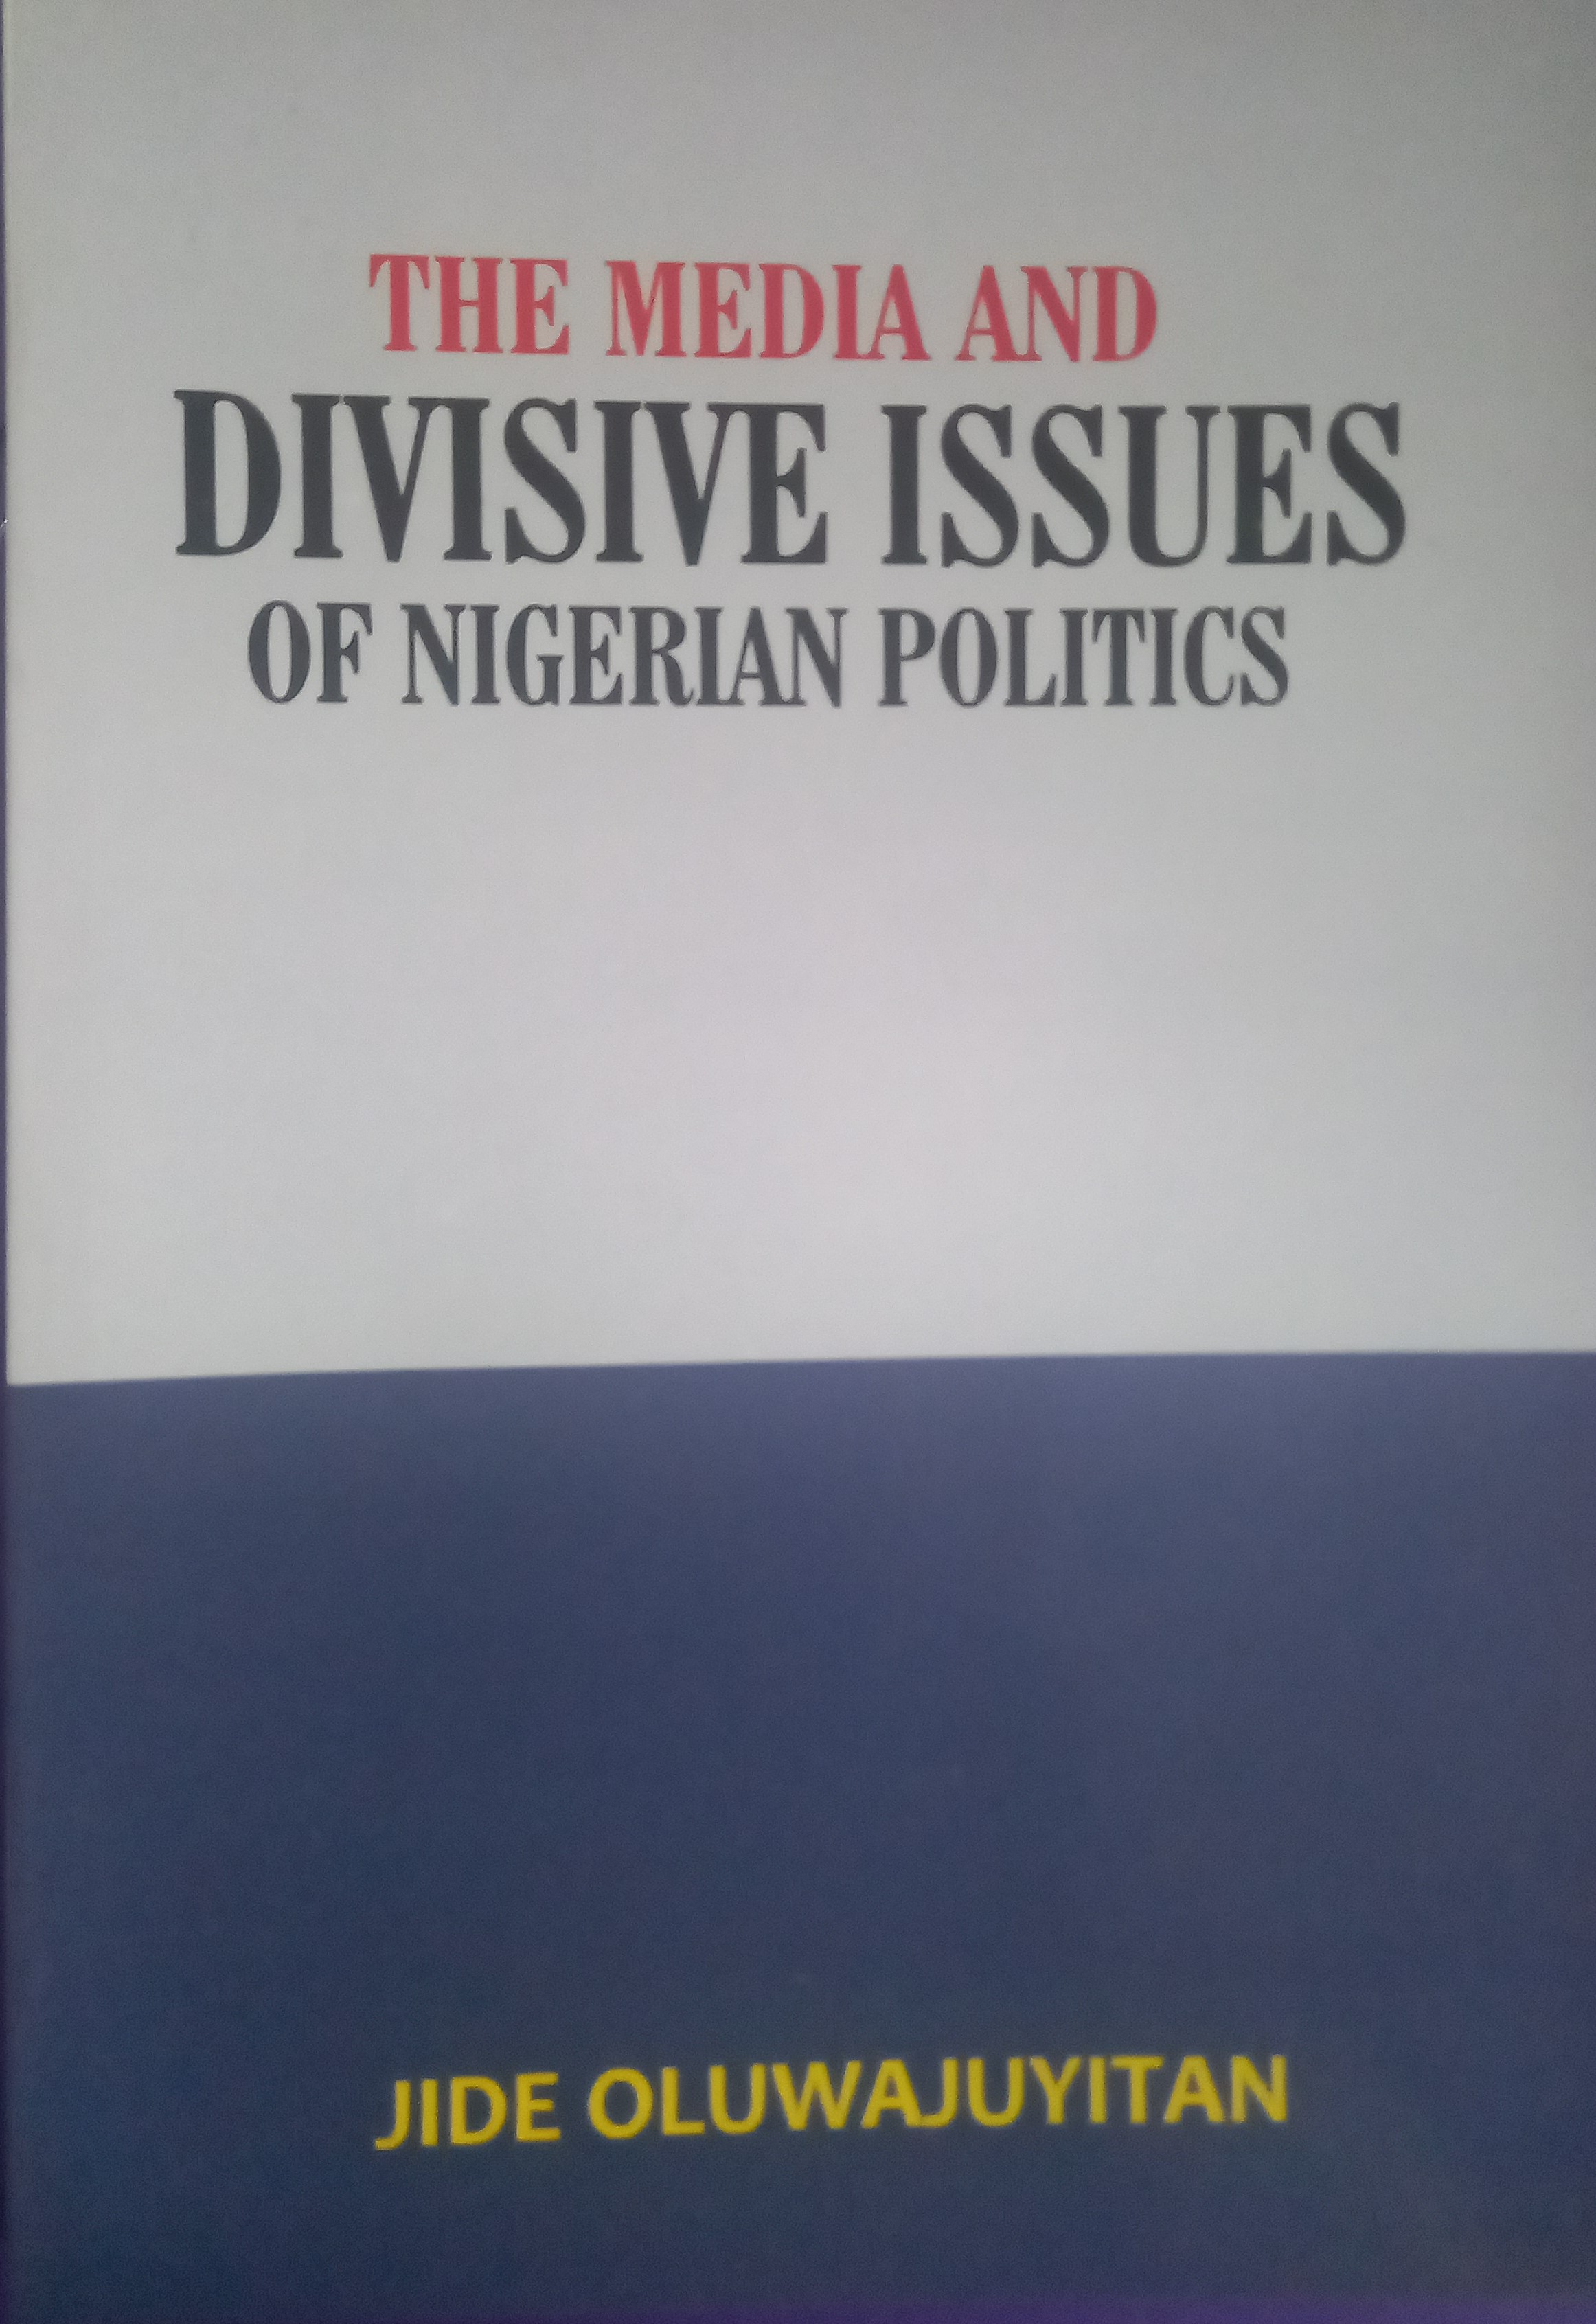 THE MEDIA AND
DIVISIVE ISSUES
OF NIGERIAN POLITICS
JIDE OLUWAJUYITAN